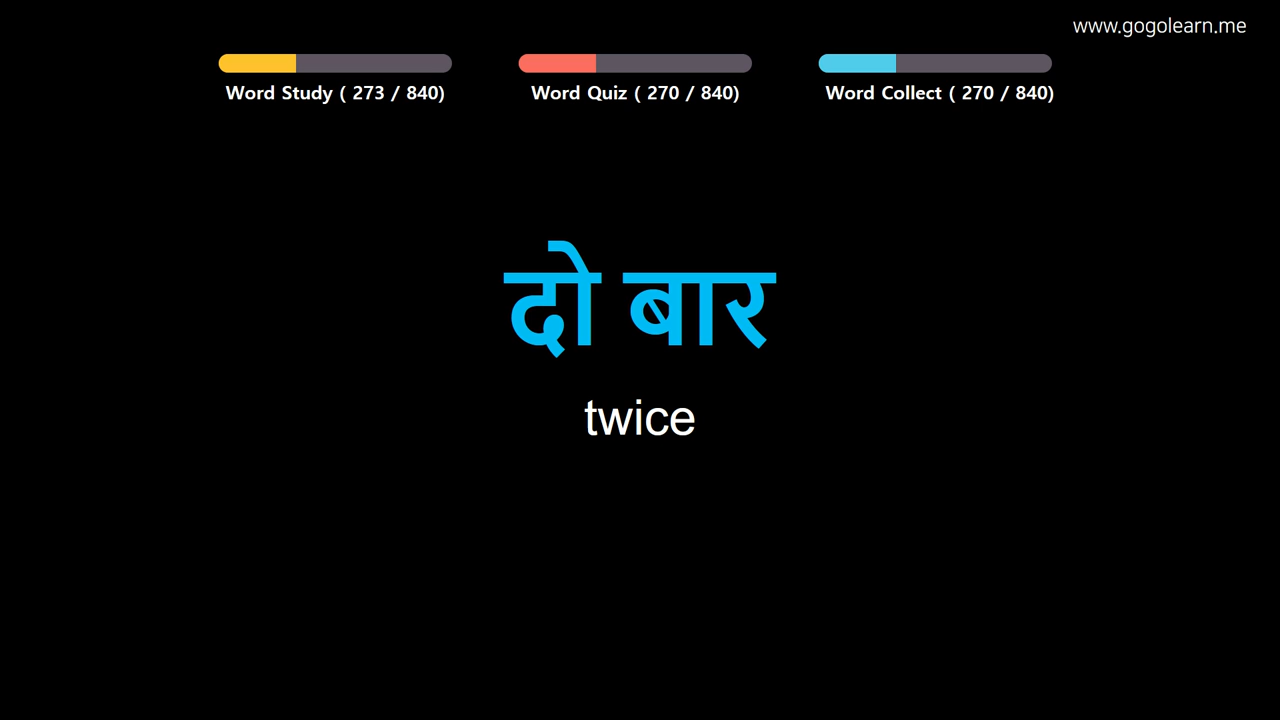 www.gogolearn.me
Word Study ( 273 / 840)
Word Quiz ( 270 / 840)
Word Collect ( 270 / 840)
दो बार
twice